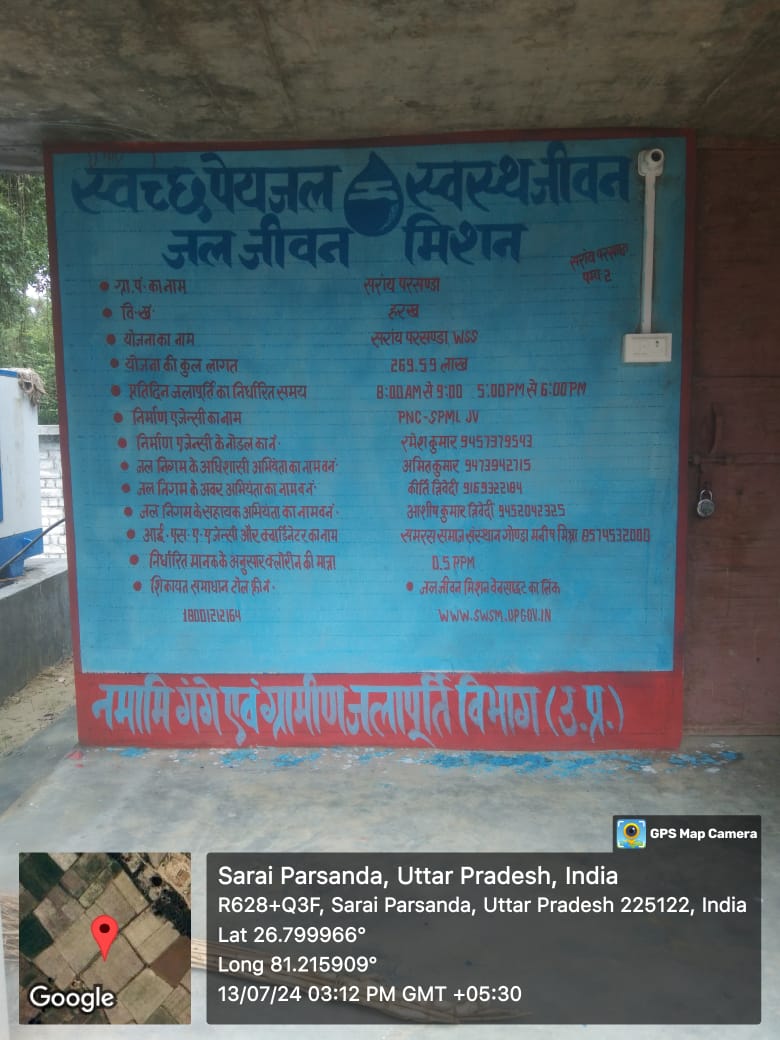 स्वच्छ पेयजल स्वस्थ जीवन
जल जीवन मिशन
सरांय परसण्डा
पम्प-2
• ग्रा.पं. का नाम सरांय परसण्डा
• वि.ख. हरख
• योजना का नाम सरांय परसण्डा WSS
• योजना की कुल लागत 269.59 लाख
• प्रतिदिन जलापूर्ति का निर्धारित समय 8:00AM से 9:00 5:00PM से 6:00PM
• निर्माण एजेन्सी का नाम PNC-SPML JV
• निर्माण एजेन्सी के नोडल का नं. रमेश कुमार 9457379543
• जल निगम के अधिशासी अभियंता का नाम व नं. अमित कुमार 9473942715
• जल निगम के अवर अभियंता का नाम व नं. कीर्ति त्रिवेदी 9169322184
• जल निगम के सहायक अभियंता का नाम व नं. आशीष कुमार त्रिवेदी 9452042325
• आई.एस.ए. एजेन्सी और क्वार्डिनेटर का नाम समरस समाज संस्थान गोण्डा मनीष मिश्रा 8574532000
• निर्धारित मानक के अनुसार क्लोरीन की मात्रा 0.5 PPM
• शिकायत समाधान टोल फ्री नं. • जल जीवन मिशन वेबसाइट का लिंक
18001212164 WWW.SWSM.UPGOV.IN
नमामि गंगे एवं ग्रामीण जलापूर्ति विभाग (उ.प्र.)
GPS Map Camera
Sarai Parsanda, Uttar Pradesh, India
R628+Q3F, Sarai Parsanda, Uttar Pradesh 225122, India
Lat 26.799966°
Long 81.215909°
13/07/24 03:12 PM GMT +05:30
Google